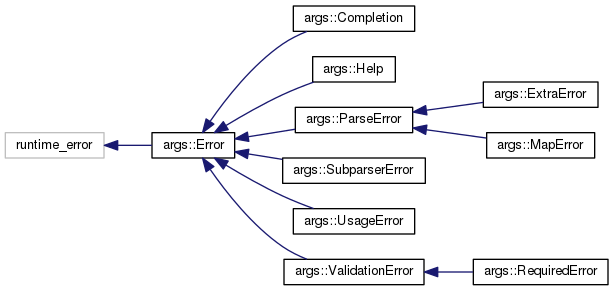 args::Completion
args::Help
args::ExtraError
args::ParseError
runtime_error
args::Error
args::MapError
args::SubparserError
args::UsageError
args::ValidationError
args::RequiredError